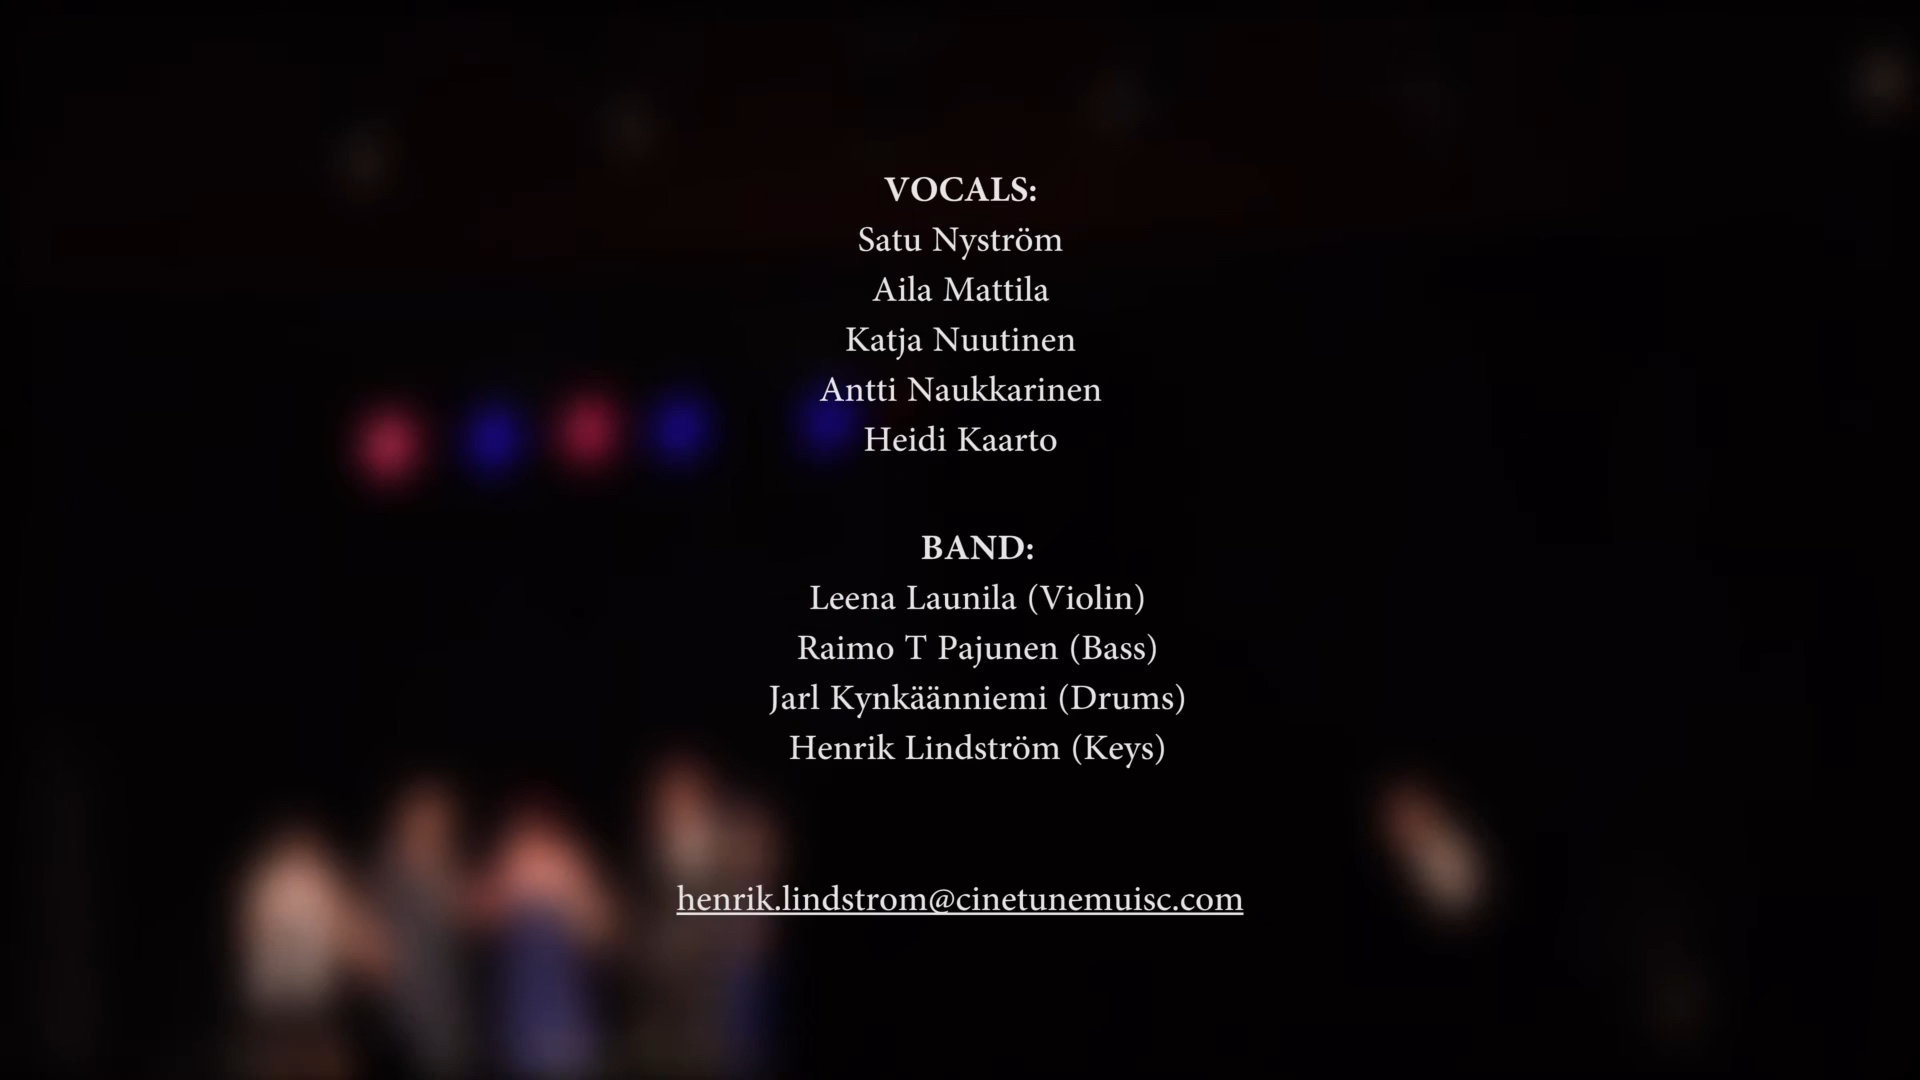 VOCALS:
Satu Nyström
Aila Mattila
Katja Nuutinen
Antti Naukkarinen
Heidi Kaarto
BAND:
Leena Launila (Violin)
Raimo T Pajunen (Bass)
Jarl Kynkäänniemi (Drums)
Henrik Lindström (Keys)
henrik.lindstrom@cinetunemuisc.com